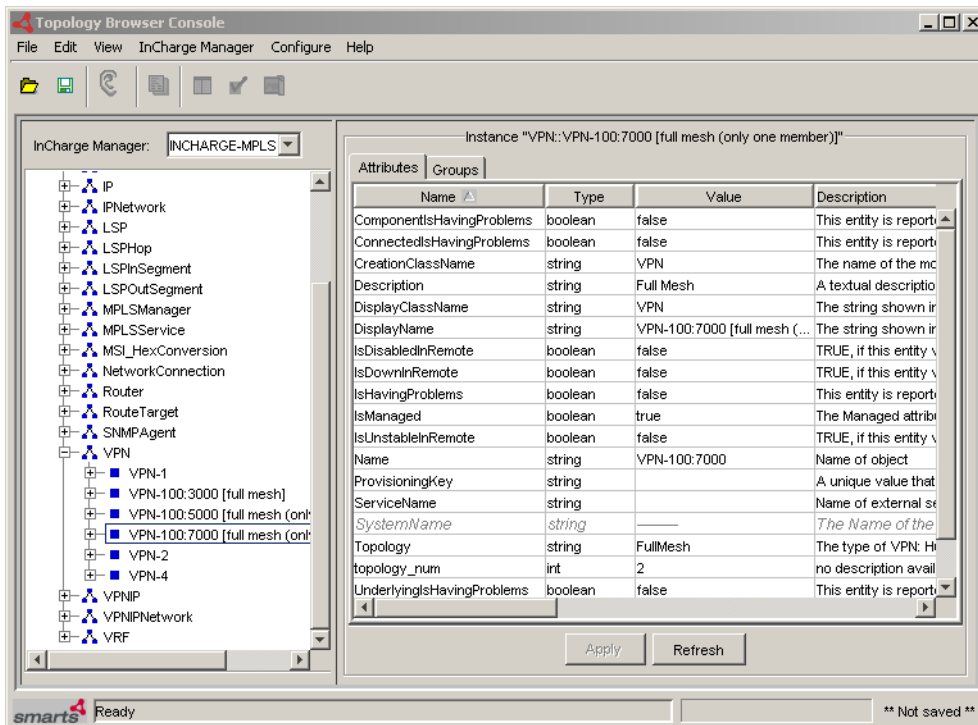 Topology Browser Console
File Edit View InCharge Manager Configure Help
InCharge Manager: INCHARGE-MPLS
IP
IPNetwork
LSP
LSPHop
LSPInSegment
LSPOutSegment
MPLSManager
MPLSService
MSI_HexConversion
NetworkConnection
Router
RouteTarget
SNMPAgent
VPN
VPN-1
VPN-100:3000 [full mesh]
VPN-100:5000 [full mesh (onl
VPN-100:7000 [full mesh (onl
VPN-2
VPN-4
VPNIP
VPNIPNetwork
VRF
Instance "VPN::VPN-100:7000 [full mesh (only one member)]"
Attributes Groups
Name Type Value Description
ComponentIsHavingProblems boolean false This entity is report
ConnectedIsHavingProblems boolean false This entity is report
CreationClassName string VPN The name of the mo
Description string Full Mesh A textual descriptio
DisplayClassName string VPN The string shown in
DisplayName string VPN-100:7000 [full mesh (... The string shown in
IsDisabledInRemote boolean false TRUE, if this entity v
IsDownInRemote boolean false TRUE, if this entity v
IsHavingProblems boolean false This entity is report
IsManaged boolean true The Managed attrib
IsUnstableInRemote boolean false TRUE, if this entity v
Name string VPN-100:7000 Name of object
ProvisioningKey string A unique value that
ServiceName string Name of external se
SystemName string The Name of the
Topology string FullMesh The type of VPN: H
topology_num int 2 no description avail
UnderlyingIsHavingProblems boolean false This entity is report
Apply Refresh
smarts Ready ** Not saved **